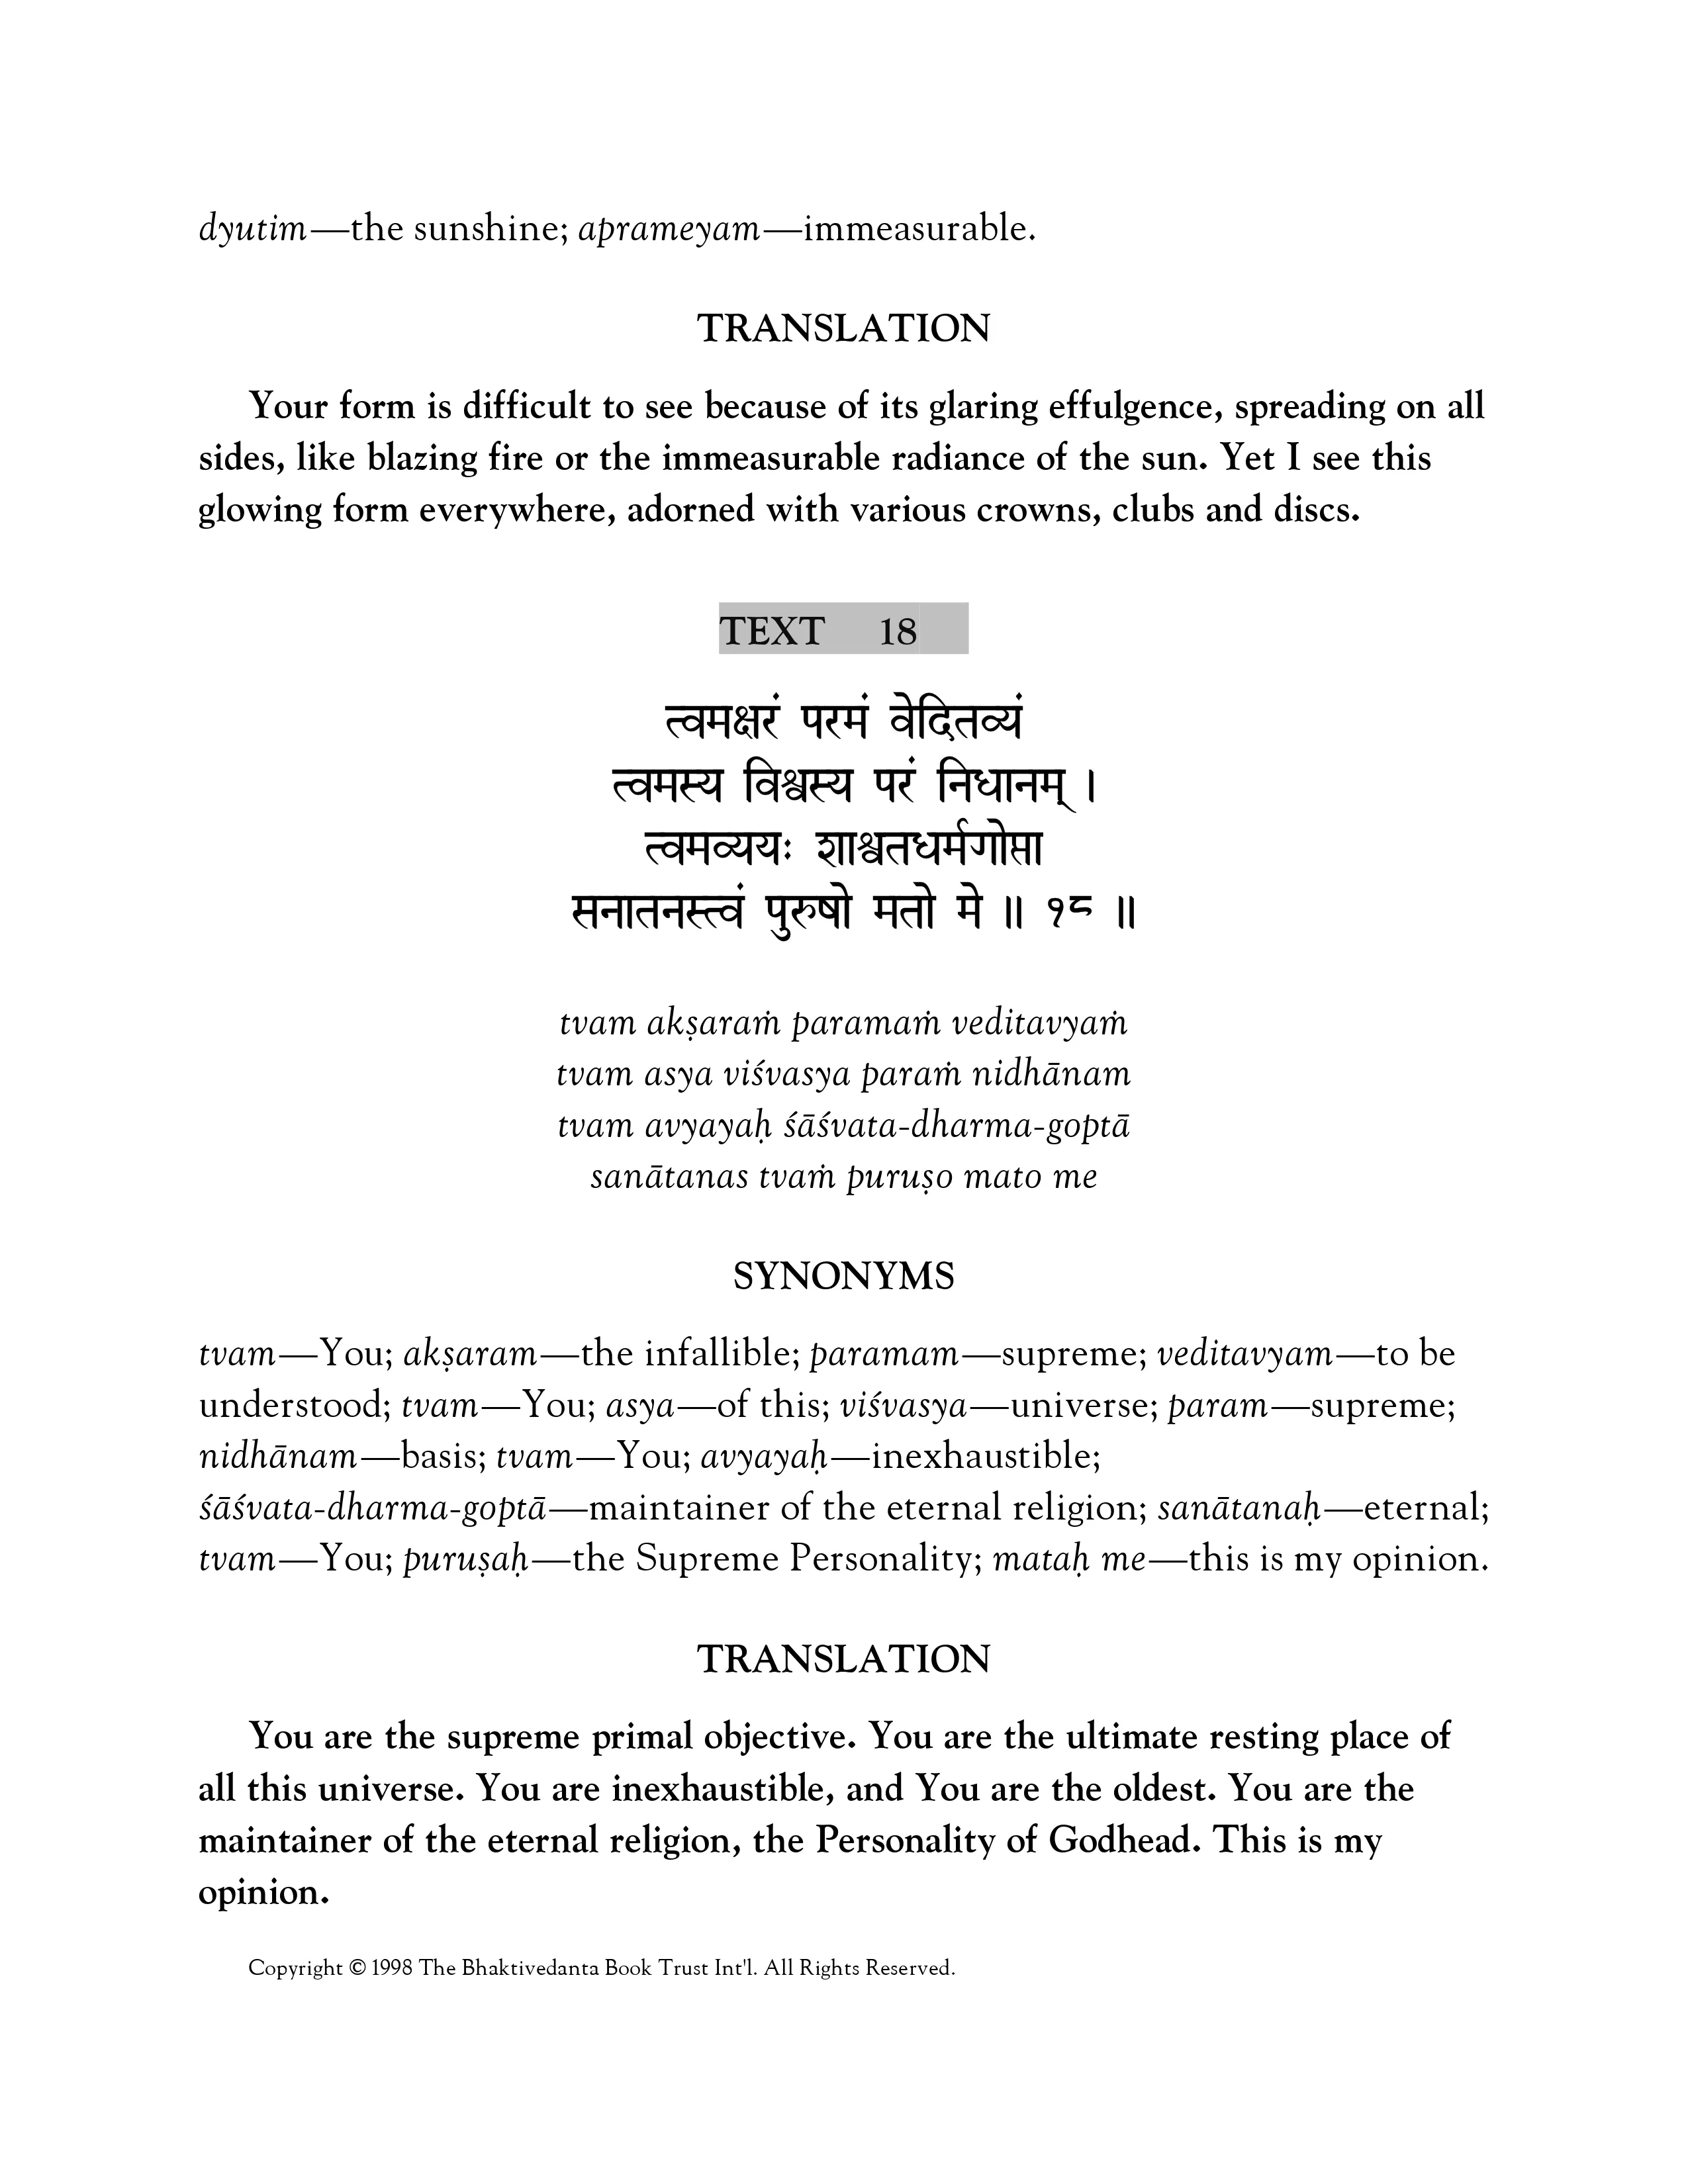 dyutim—the sunshine; aprameyam—immeasurable.
TRANSLATION
Your form is difficult to see because of its glaring effulgence, spreading on all
sides, like blazing fire or the immeasurable radiance of the sun. Yet I see this
glowing form everywhere, adorned with various crowns, clubs and discs.
TEXT 18
त्वमक्षरं परमं वेदितव्यं
त्वमस्य विश्वस्य परं निधानम् ।
त्वमव्ययः शाश्वतधर्मगोप्ता
सनातनस्त्वं पुरुषो मतो मे ॥ १८ ॥
tvam akṣaraṁ paramaṁ veditavyaṁ
tvam asya viśvasya paraṁ nidhānam
tvam avyayaḥ śāśvata-dharma-goptā
sanātanas tvaṁ puruṣo mato me
SYNONYMS
tvam—You; akṣaram—the infallible; paramam—supreme; veditavyam—to be
understood; tvam—You; asya—of this; viśvasya—universe; param—supreme;
nidhānam—basis; tvam—You; avyayaḥ—inexhaustible;
śāśvata-dharma-goptā—maintainer of the eternal religion; sanātanaḥ—eternal;
tvam—You; puruṣaḥ—the Supreme Personality; mataḥ me—this is my opinion.
TRANSLATION
You are the supreme primal objective. You are the ultimate resting place of
all this universe. You are inexhaustible, and You are the oldest. You are the
maintainer of the eternal religion, the Personality of Godhead. This is my
opinion.
Copyright © 1998 The Bhaktivedanta Book Trust Int'l. All Rights Reserved.